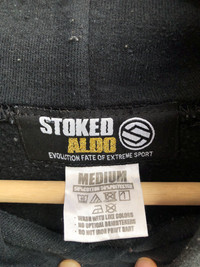 STOKED
ALDO
EVOLUTION FATE OF EXTREME SPORT
MEDIUM
WASH WITH LIKE COLORS
NO OPTICAL BRIGHTENERS
DO NOT IRON PRINT PART